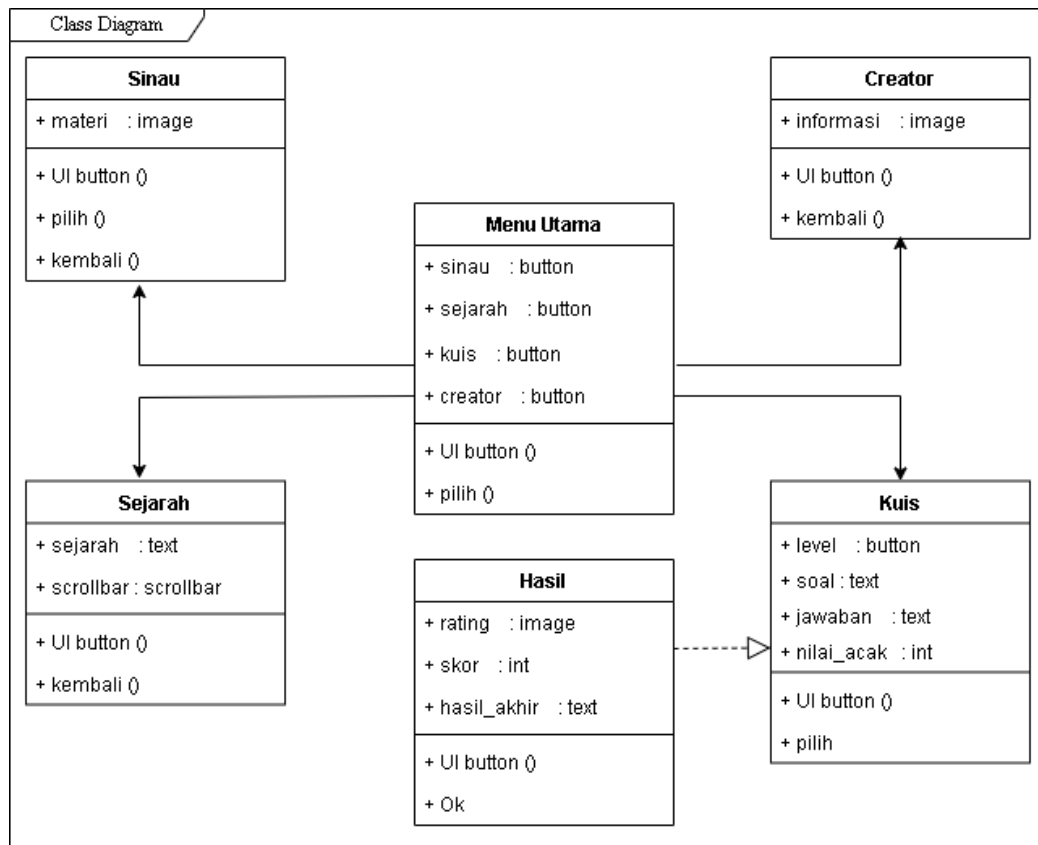 Class Diagram
Sinau
+ materi : image
+ UI button ()
+ pilih ()
+ kembali ()
Creator
+ informasi : image
+ UI button ()
+ kembali ()
Menu Utama
+ sinau : button
+ sejarah : button
+ kuis : button
+ creator : button
+ UI button ()
+ pilih ()
Sejarah
+ sejarah : text
+ scrollbar : scrollbar
+ UI button ()
+ kembali ()
Hasil
+ rating : image
+ skor : int
+ hasil_akhir : text
+ UI button ()
+ Ok
Kuis
+ level : button
+ soal : text
+ jawaban : text
+ nilai_acak : int
+ UI button ()
+ pilih